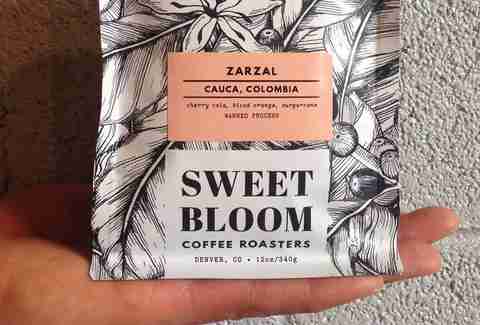 ZARZAL
CAUCA, COLOMBIA
cherry cola, blood orange, sugarcane
WASHED PROCESS
SWEET
BLOOM
COFFEE ROASTERS
DENVER, CO • 12oz/340g